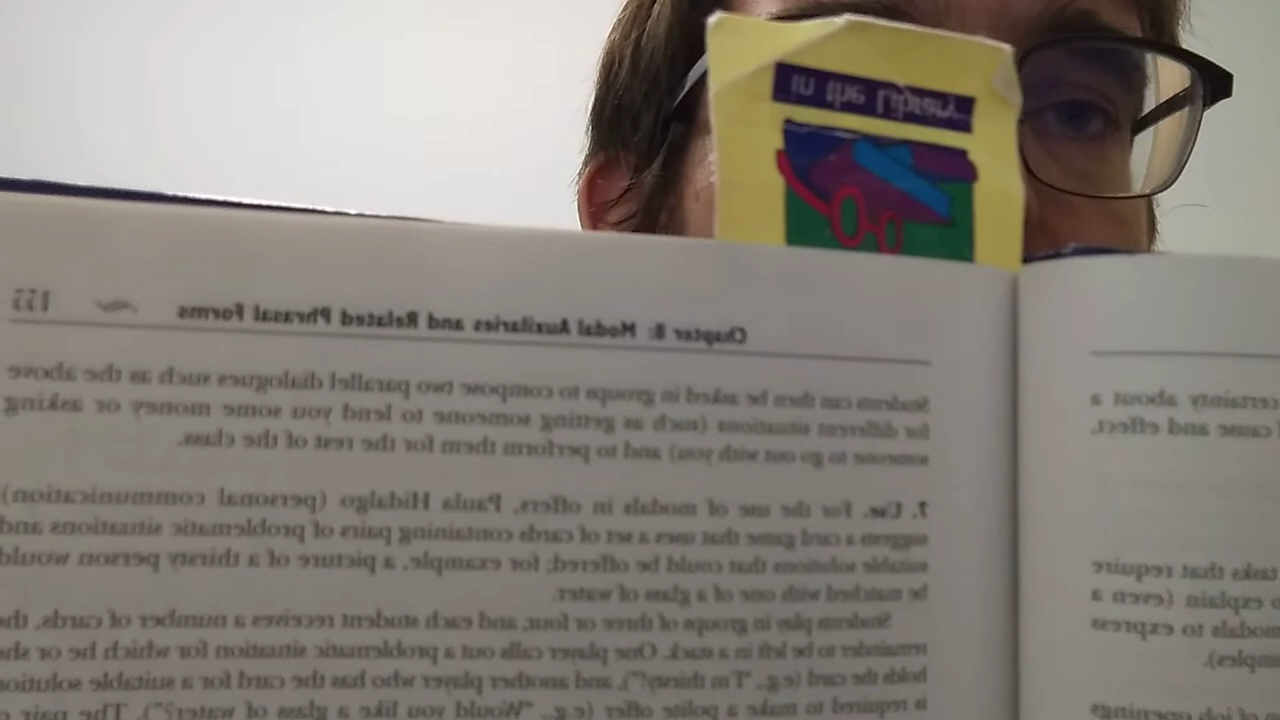 in the Library...
Chapter 8: Modal Auxiliaries and Related Phrasal Forms 155
Students can then be asked in groups to compose two parallel dialogues such as the above
for different situations (such as getting someone to lend you some money or asking
someone to go out with you) and to perform them for the rest of the class.
7. Use. For the use of modals in offers, Paula Hidalgo (personal communication)
suggests a card game that uses a set of cards containing pairs of problematic situations and
suitable solutions that could be offered; for example, a picture of a thirsty person would
be matched with one of a glass of water.
Students play in groups of three or four, and each student receives a number of cards, the
remainder to be left in a stack. One player calls out a problematic situation for which he or she
holds the card (e.g., "I'm thirsty!"), and another player who has the card for a suitable solution
is required to make a polite offer (e.g., "Would you like a glass of water?"). The pair
certainty about a
cause and effect,
tasks that require
explain (even a
modals to express
openings